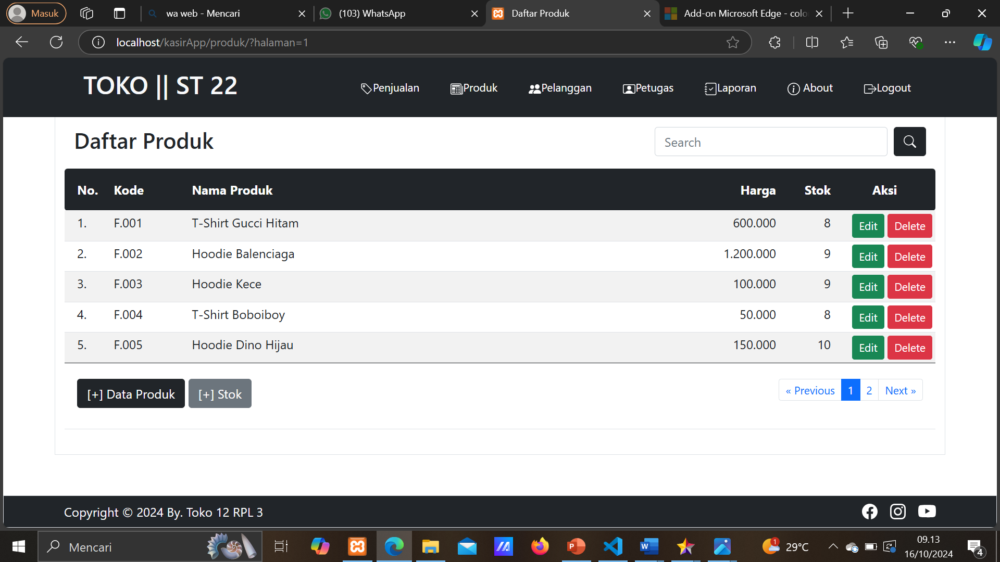 Masuk
wa web - Mencari
(103) WhatsApp
Daftar Produk
Add-on Microsoft Edge - colo
localhost/kasirApp/produk/?halaman=1
TOKO || ST 22
Penjualan
Produk
Pelanggan
Petugas
Laporan
About
Logout
Daftar Produk
Search
No. Kode Nama Produk Harga Stok Aksi
1. F.001 T-Shirt Gucci Hitam 600.000 8 Edit Delete
2. F.002 Hoodie Balenciaga 1.200.000 9 Edit Delete
3. F.003 Hoodie Kece 100.000 9 Edit Delete
4. F.004 T-Shirt Boboiboy 50.000 8 Edit Delete
5. F.005 Hoodie Dino Hijau 150.000 10 Edit Delete
[+] Data Produk [+] Stok
« Previous 1 2 Next »
Copyright © 2024 By. Toko 12 RPL 3
Mencari
1
29°C
09.13
16/10/2024
4